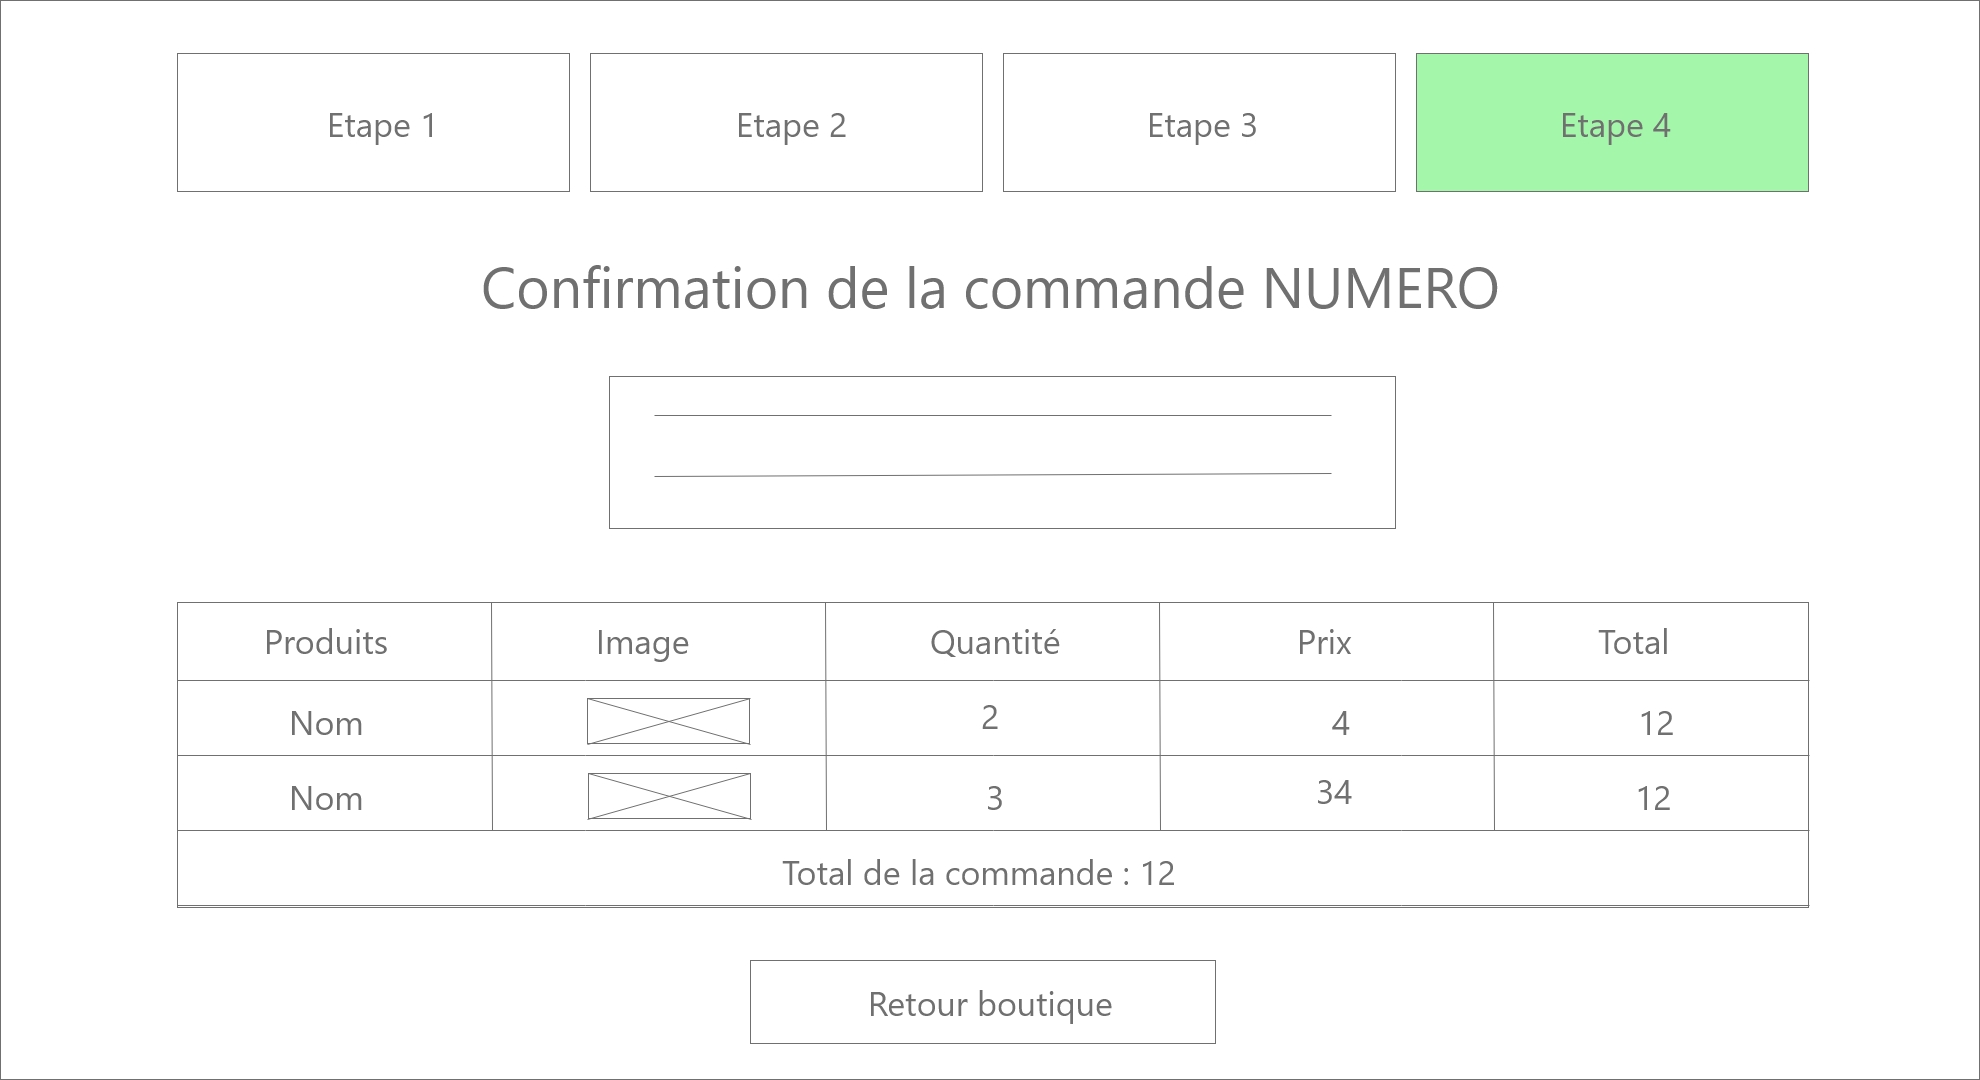 Etape 1 Etape 2 Etape 3 Etape 4
Confirmation de la commande NUMERO
Produits Image Quantité Prix Total
Nom 2 4 12
Nom 3 34 12
Total de la commande : 12
Retour boutique